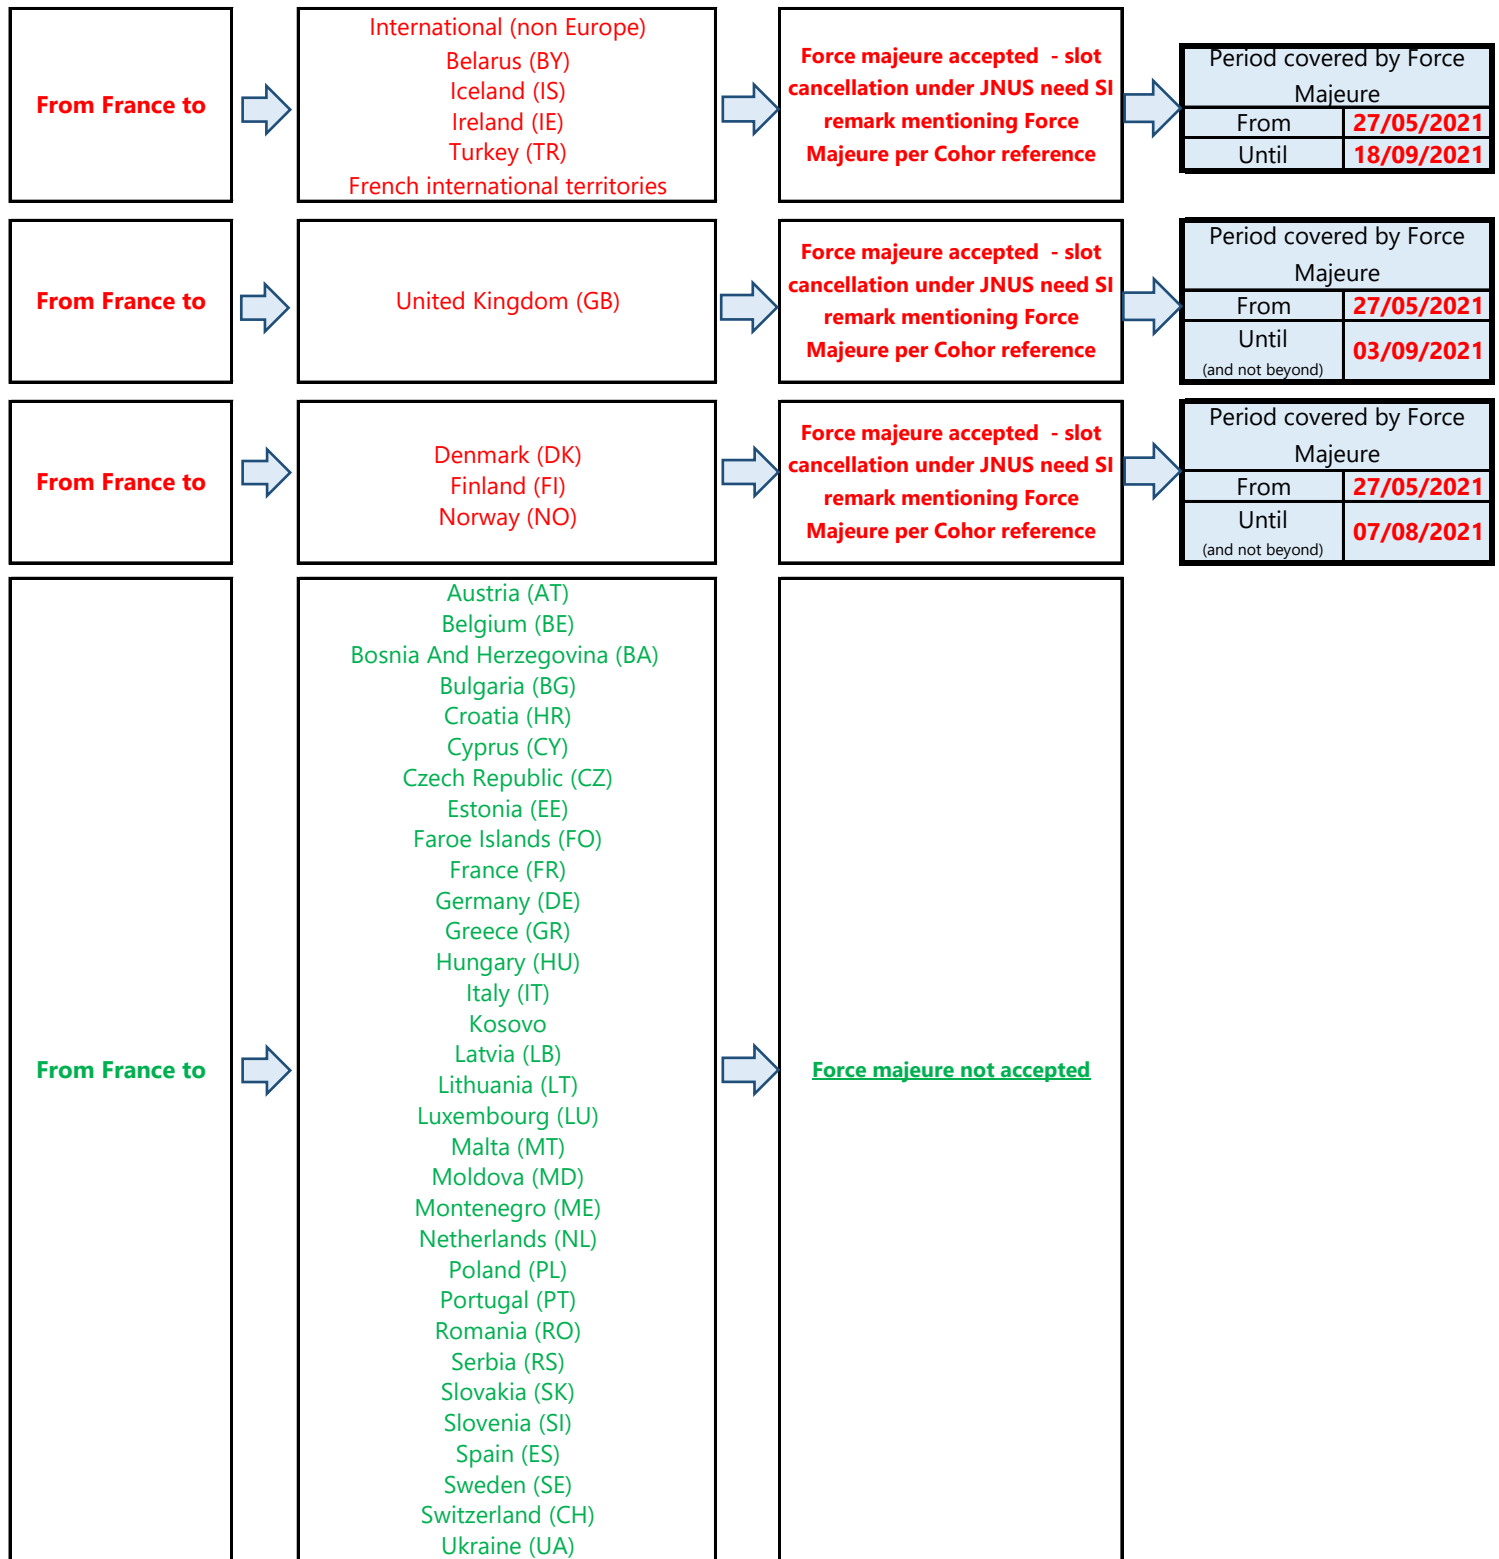 From France to
International (non Europe)
Belarus (BY)
Iceland (IS)
Ireland (IE)
Turkey (TR)
French international territories
Force majeure accepted - slot
cancellation under JNUS need SI
remark mentioning Force
Majeure per Cohor reference
Period covered by Force
Majeure
From 27/05/2021
Until 18/09/2021
From France to
United Kingdom (GB)
Force majeure accepted - slot
cancellation under JNUS need SI
remark mentioning Force
Majeure per Cohor reference
Period covered by Force
Majeure
From 27/05/2021
Until
(and not beyond)
03/09/2021
From France to
Denmark (DK)
Finland (FI)
Norway (NO)
Force majeure accepted - slot
cancellation under JNUS need SI
remark mentioning Force
Majeure per Cohor reference
Period covered by Force
Majeure
From 27/05/2021
Until
(and not beyond)
07/08/2021
From France to
Austria (AT)
Belgium (BE)
Bosnia And Herzegovina (BA)
Bulgaria (BG)
Croatia (HR)
Cyprus (CY)
Czech Republic (CZ)
Estonia (EE)
Faroe Islands (FO)
France (FR)
Germany (DE)
Greece (GR)
Hungary (HU)
Italy (IT)
Kosovo
Latvia (LB)
Lithuania (LT)
Luxembourg (LU)
Malta (MT)
Moldova (MD)
Montenegro (ME)
Netherlands (NL)
Poland (PL)
Portugal (PT)
Romania (RO)
Serbia (RS)
Slovakia (SK)
Slovenia (SI)
Spain (ES)
Sweden (SE)
Switzerland (CH)
Ukraine (UA)
Force majeure not accepted